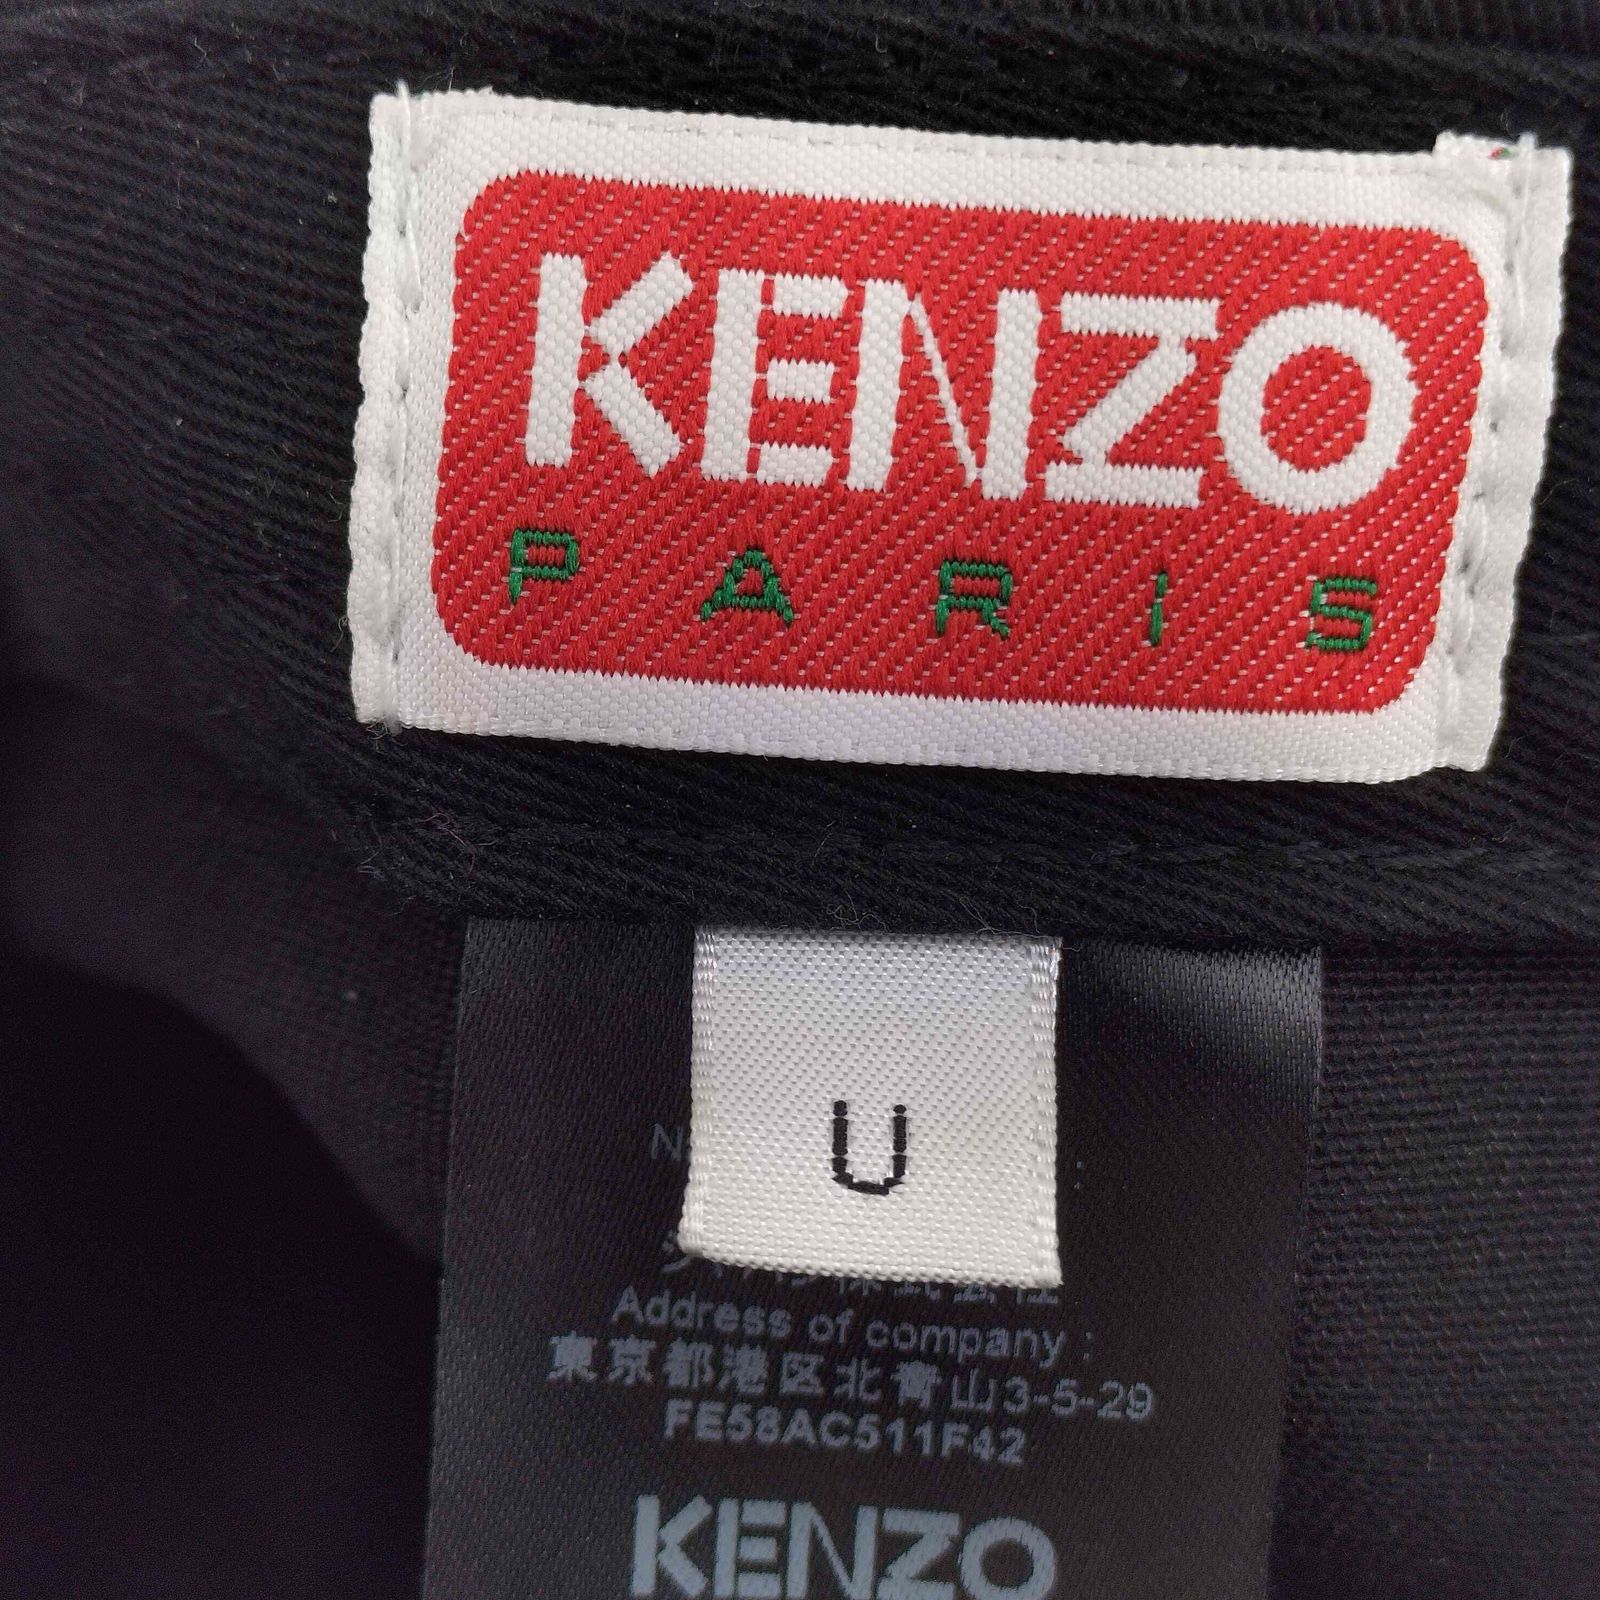 KENZO
PARIS
U
Address of company :
東京都港区北青山3-5-29
FE58AC511F42
KENZO